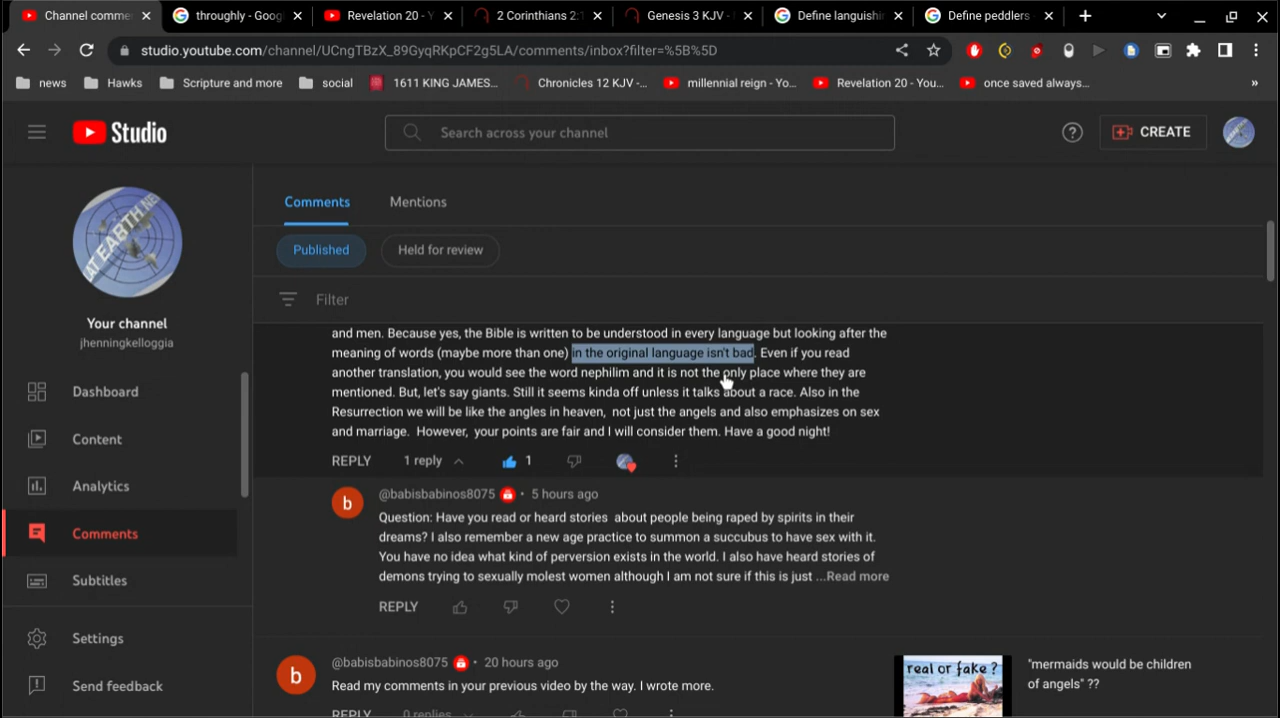 Channel comme
throughly - Goog
Revelation 20 - Y
2 Corinthians 2:1
Genesis 3 KJV -
Define languishi
Define peddlers
studio.youtube.com/channel/UCngTBzX_89GyqRKpCF2g5LA/comments/inbox?filter=%5B%5D
news
Hawks
Scripture and more
social
1611 KING JAMES...
Chronicles 12 KJV -...
millennial reign - Yo...
Revelation 20 - You...
once saved always...
»
Studio
Search across your channel
CREATE
Your channel
jhenningkelloggia
Dashboard
Content
Analytics
Comments
Subtitles
Settings
Send feedback
Comments
Mentions
Published
Held for review
Filter
and men. Because yes, the Bible is written to be understood in every language but looking after the
meaning of words (maybe more than one) in the original language isn't bad. Even if you read
another translation, you would see the word nephilim and it is not the only place where they are
mentioned. But, let's say giants. Still it seems kinda off unless it talks about a race. Also in the
Resurrection we will be like the angles in heaven, not just the angels and also emphasizes on sex
and marriage. However, your points are fair and I will consider them. Have a good night!
REPLY
1 reply
1
b
@babisbabinos8075 • 5 hours ago
Question: Have you read or heard stories about people being raped by spirits in their
dreams? I also remember a new age practice to summon a succubus to have sex with it.
You have no idea what kind of perversion exists in the world. I also have heard stories of
demons trying to sexually molest women although I am not sure if this is just ...Read more
REPLY
b
@babisbabinos8075 • 20 hours ago
Read my comments in your previous video by the way. I wrote more.
REPLY
0 replies
real or fake ?
"mermaids would be children
of angels" ??